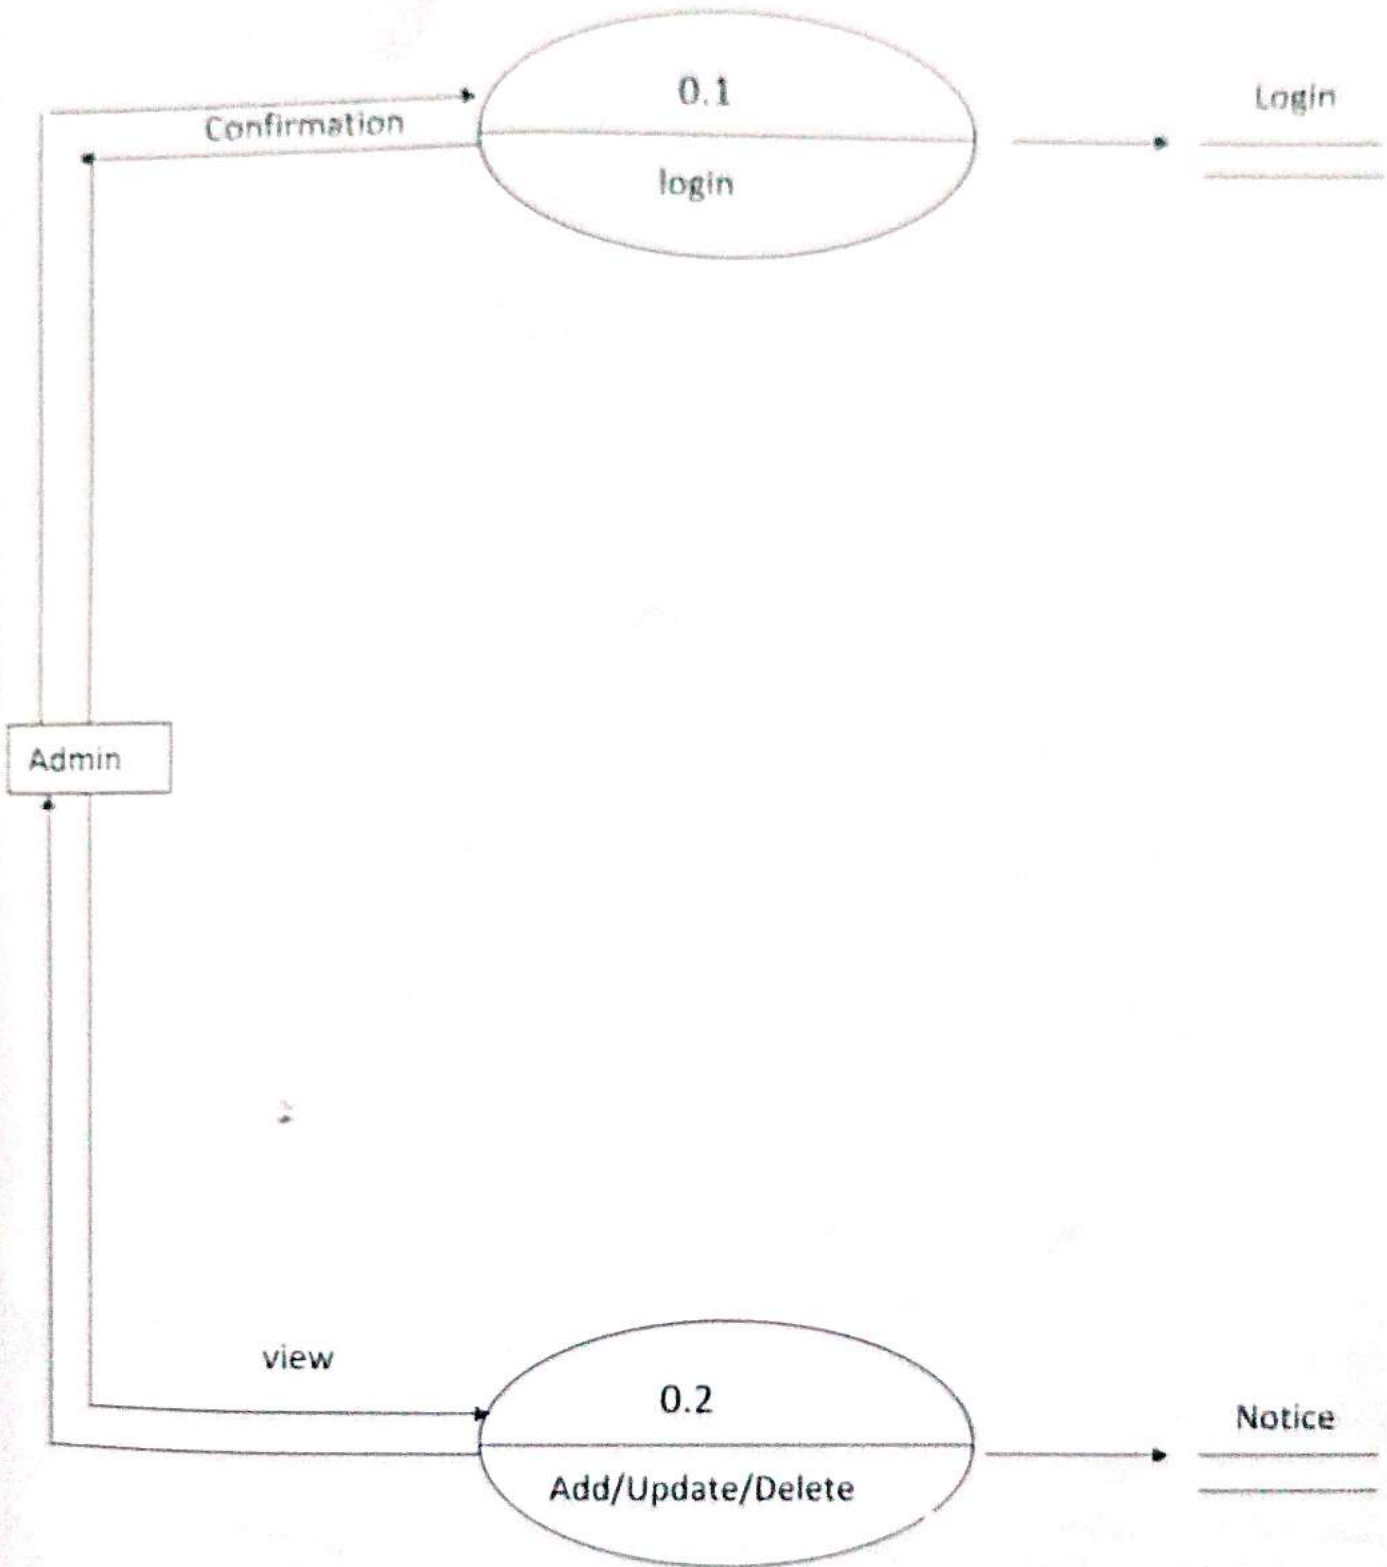 0.1
Login
Confirmation
login
Admin
view
0.2
Notice
Add/Update/Delete